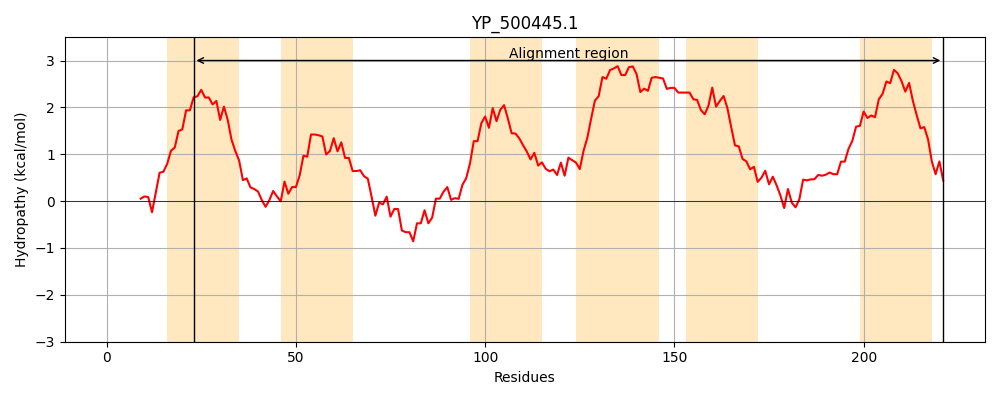 YP_500445.1
Alignment region
Hydropathy (kcal/mol)
3
2
1
0
−1
−2
−3
0 50 100 150 200
Residues